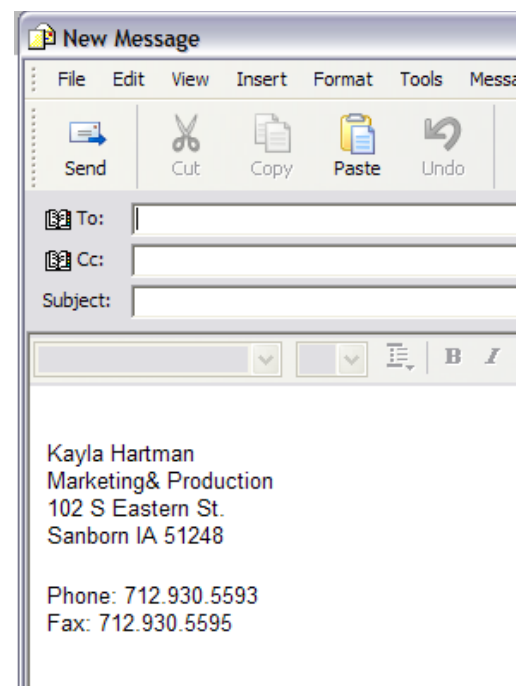 New Message
File Edit View Insert Format Tools Messa
Send Cut Copy Paste Undo
To:
Cc:
Subject:
B I
Kayla Hartman
Marketing& Production
102 S Eastern St.
Sanborn IA 51248
Phone: 712.930.5593
Fax: 712.930.5595